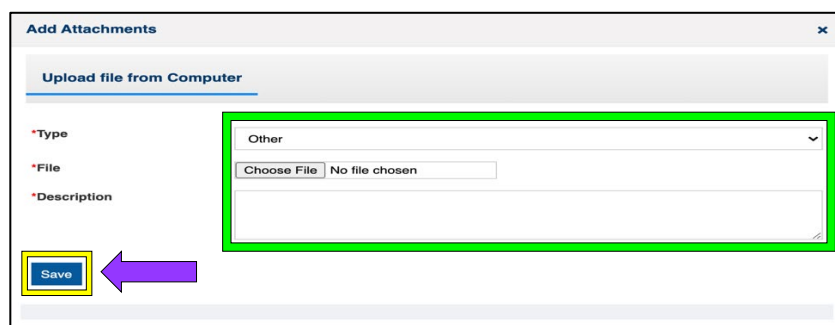 Add Attachments ×
Upload file from Computer
*Type Other
*File Choose File No file chosen
*Description
Save